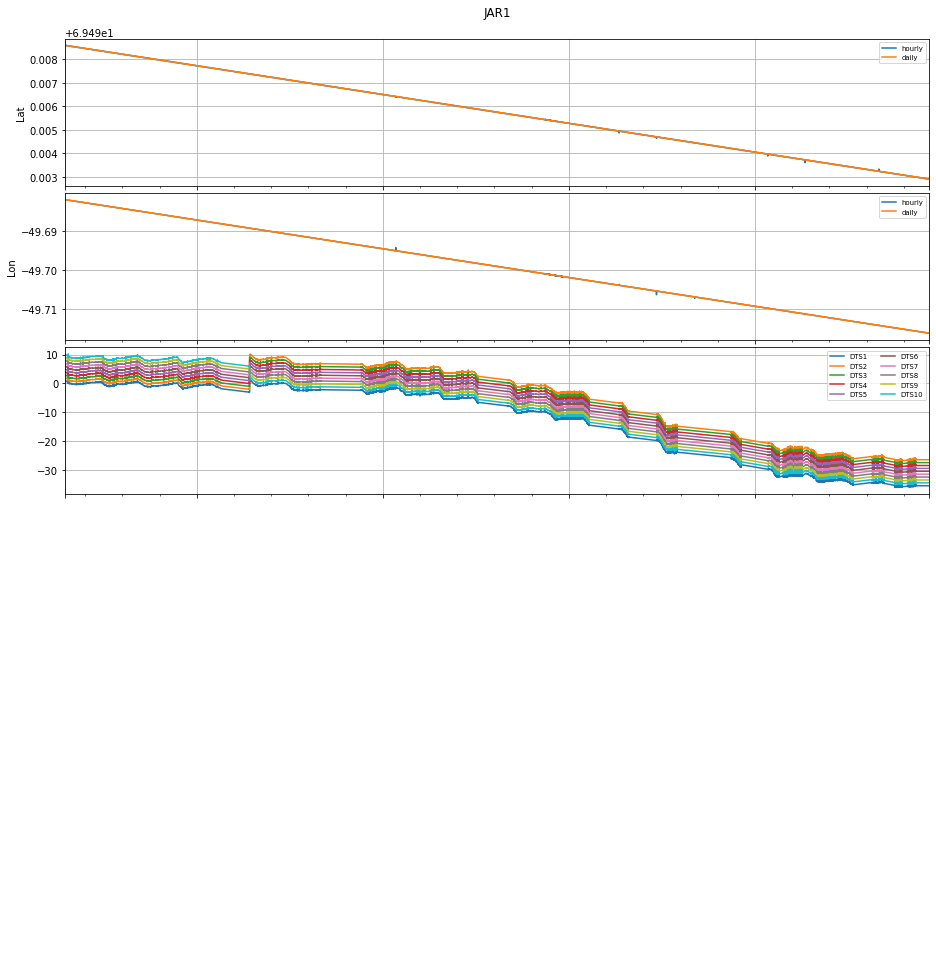 JAR1
+6.949e1
0.008
0.007
0.006
0.005
0.004
0.003
Lat
hourly
daily
−49.69
−49.70
−49.71
Lon
hourly
daily
10
0
−10
−20
−30
DTS1 DTS6
DTS2 DTS7
DTS3 DTS8
DTS4 DTS9
DTS5 DTS10